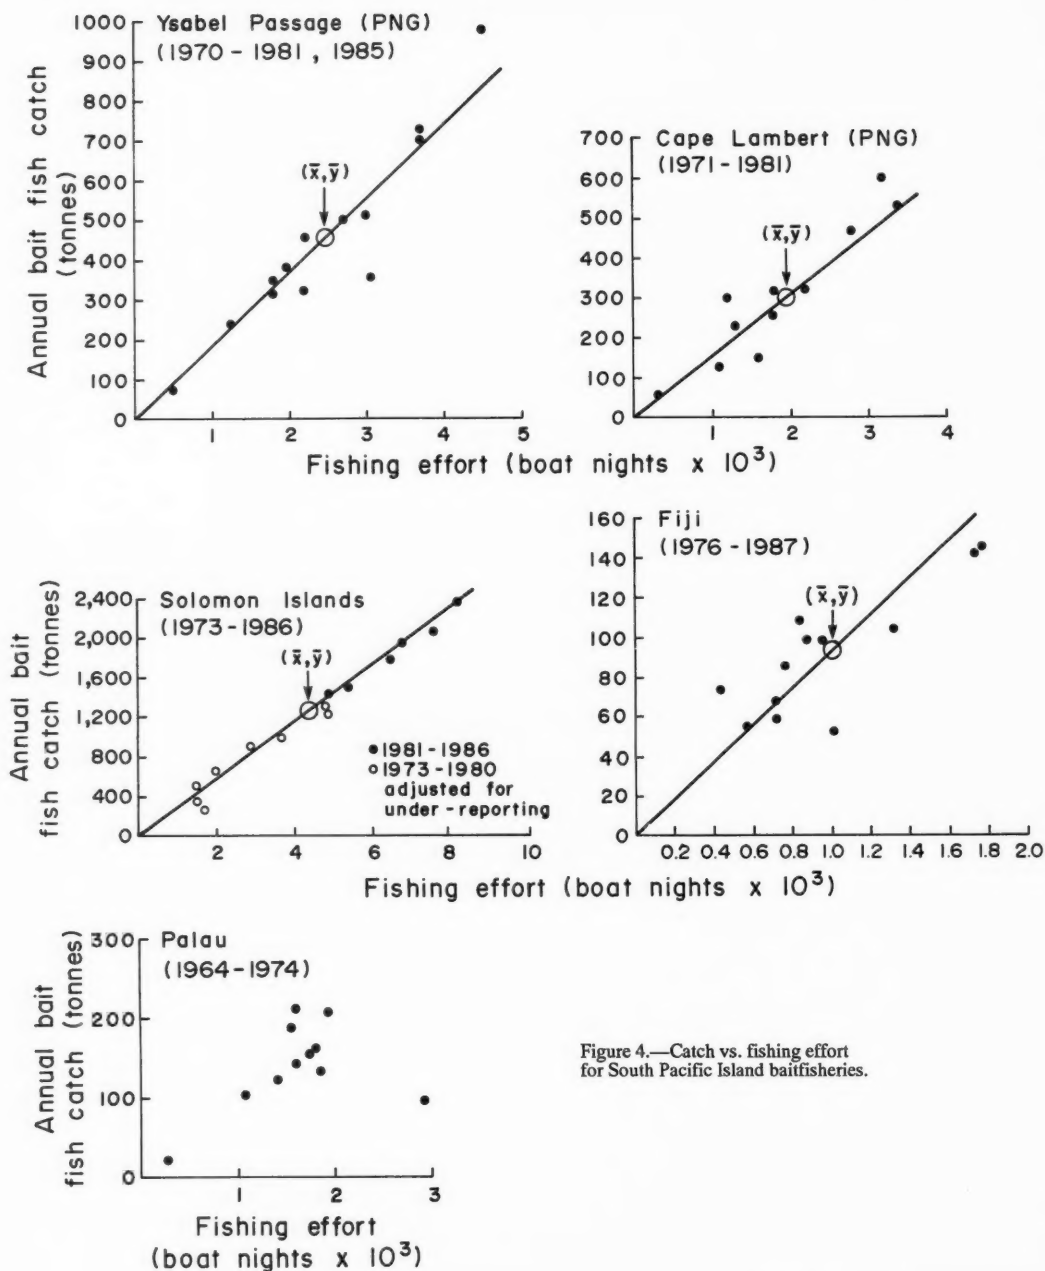 Ysabel Passage (PNG)
(1970 - 1981 , 1985)
1000
900
800
700
600
500
400
300
200
100
0
1 2 3 4 5
(x̄,ȳ)
Annual bait fish catch
(tonnes)
Cape Lambert (PNG)
(1971 - 1981)
700
600
500
400
300
200
100
0
1 2 3 4
(x̄,ȳ)
Fishing effort (boat nights x 10³)
Solomon Islands
(1973-1986)
2,400
2,000
1,600
1,200
800
400
0
2 4 6 8 10
(x̄,ȳ)
1981-1986
1973-1980
adjusted for
under-reporting
Annual bait
fish catch (tonnes)
Fiji
(1976 -1987)
160
140
120
100
80
60
40
20
0
0.2 0.4 0.6 0.8 1.0 1.2 1.4 1.6 1.8 2.0
(x̄,ȳ)
Fishing effort (boat nights x 10³)
Palau
(1964-1974)
300
200
100
0
1 2 3
Annual bait
fish catch (tonnes)
Fishing effort
(boat nights x 10³)
Figure 4.—Catch vs. fishing effort
for South Pacific Island baitfisheries.